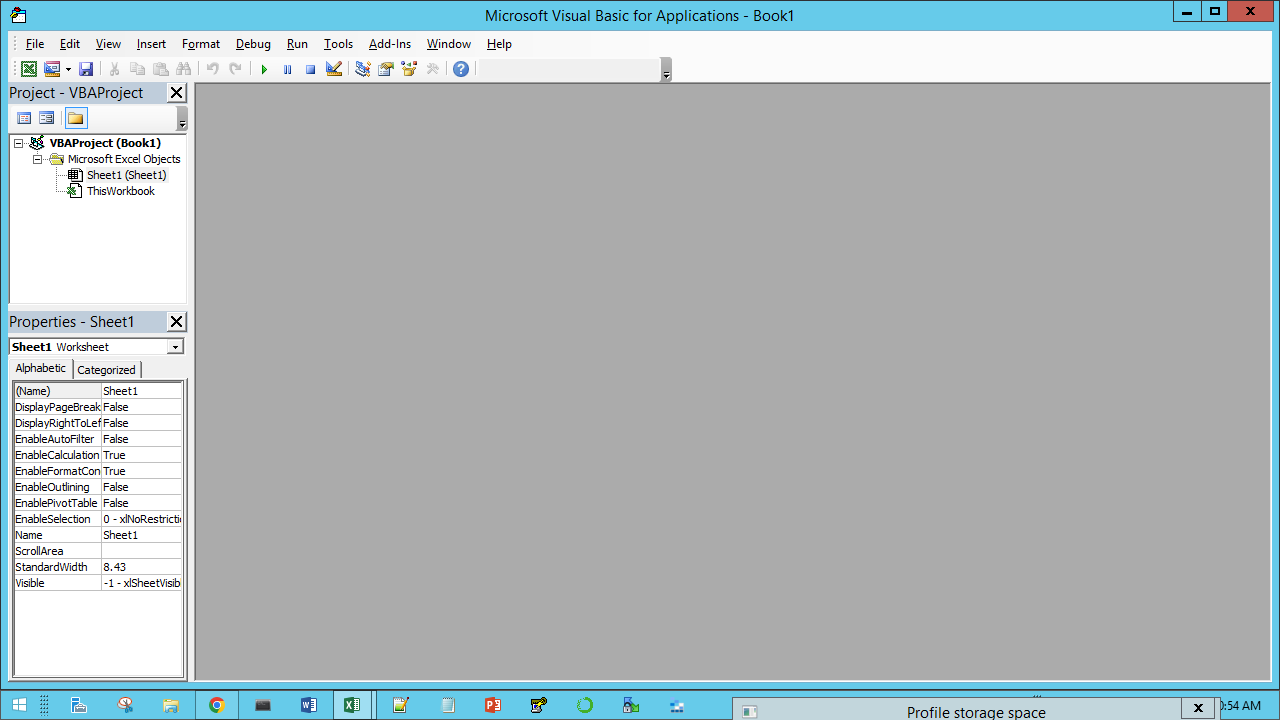 Microsoft Visual Basic for Applications - Book1
File Edit View Insert Format Debug Run Tools Add-Ins Window Help
Project - VBAProject
VBAProject (Book1)
Microsoft Excel Objects
Sheet1 (Sheet1)
ThisWorkbook
Properties - Sheet1
Sheet1 Worksheet
Alphabetic Categorized
(Name) Sheet1
DisplayPageBreak False
DisplayRightToLef False
EnableAutoFilter False
EnableCalculation True
EnableFormatCon True
EnableOutlining False
EnablePivotTable False
EnableSelection 0 - xlNoRestrictio
Name Sheet1
ScrollArea
StandardWidth 8.43
Visible -1 - xlSheetVisibl
:54 AM
Profile storage space